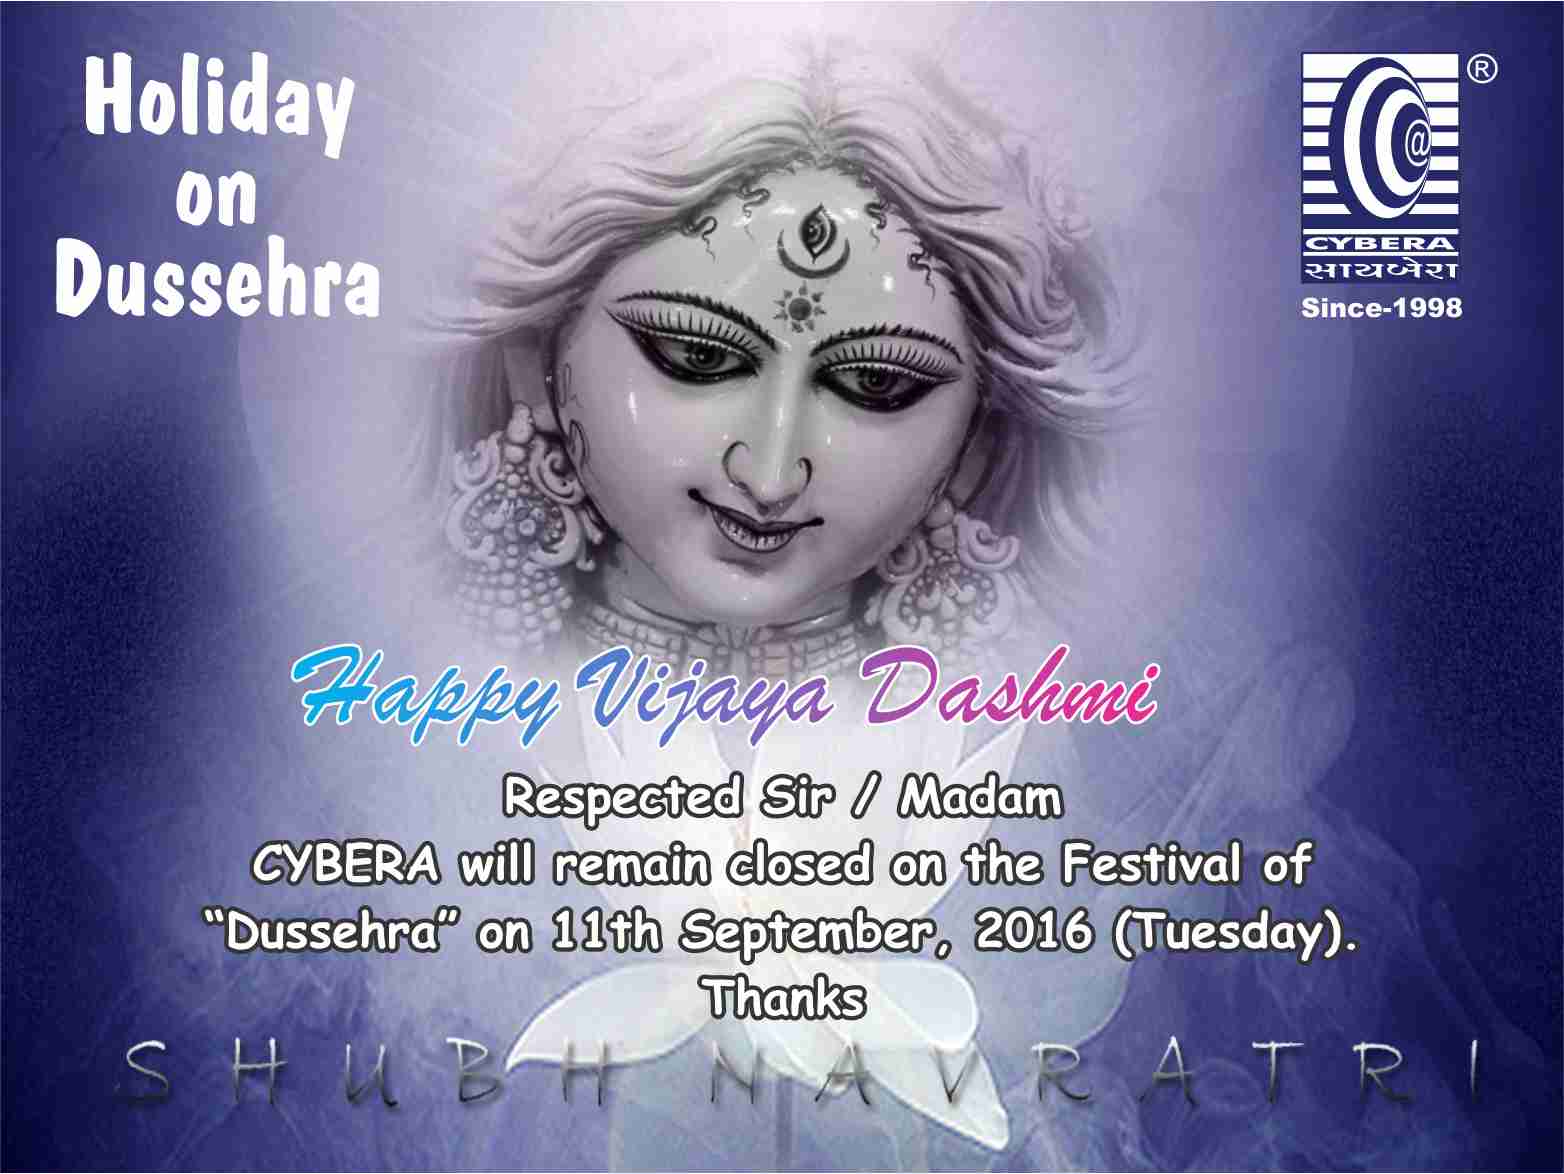 Holiday
on
Dussehra
®
@
CYBERA
सायबेरा
Since-1998
Happy Vijaya Dashmi
Respected Sir / Madam
CYBERA will remain closed on the Festival of
“Dussehra” on 11th September, 2016 (Tuesday).
Thanks
SHUBH NAVRATRI